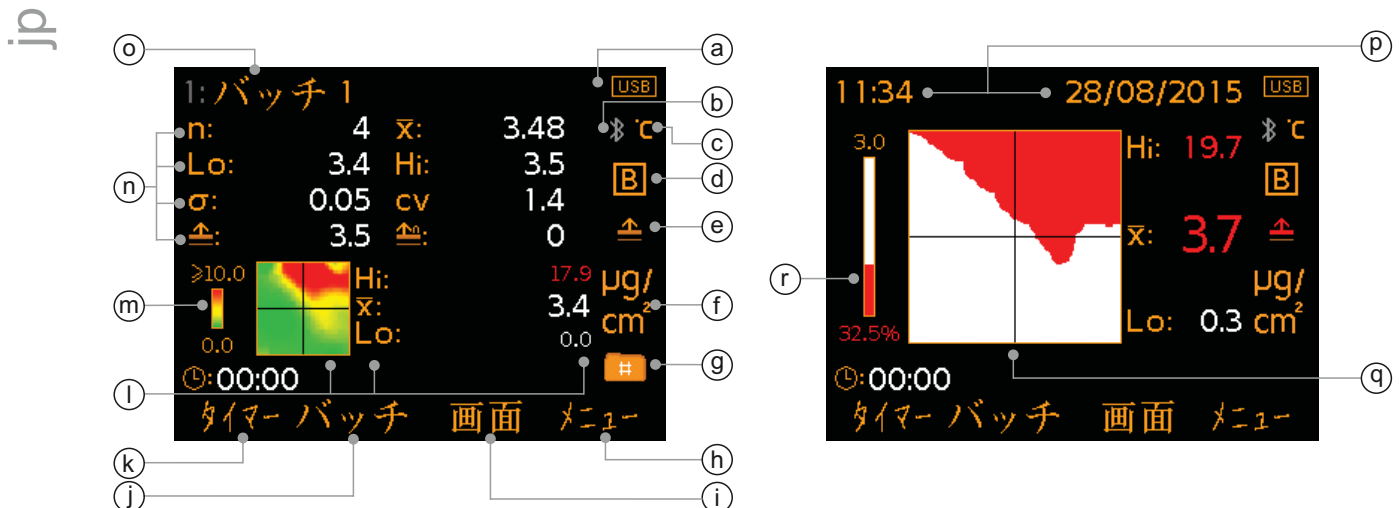 jp
o
a
b
c
d
e
f
g
h
i
j
k
l
m
n
1: バッチ 1
USB
n: 4 x̅: 3.48
℃
Lo: 3.4 Hi: 3.5
B
σ: 0.05 cv 1.4
: 3.5 : 0
≥10.0
0.0
Hi: 17.9
x̅: 3.4
Lo: 0.0
µg/
cm²
#
:00:00
タイマー バッチ 画面 メニュー
p
q
r
11:34 28/08/2015 USB
℃
3.0
Hi: 19.7
B
x̅: 3.7
µg/
Lo: 0.3 cm²
32.5%
:00:00
タイマー バッチ 画面 メニュー